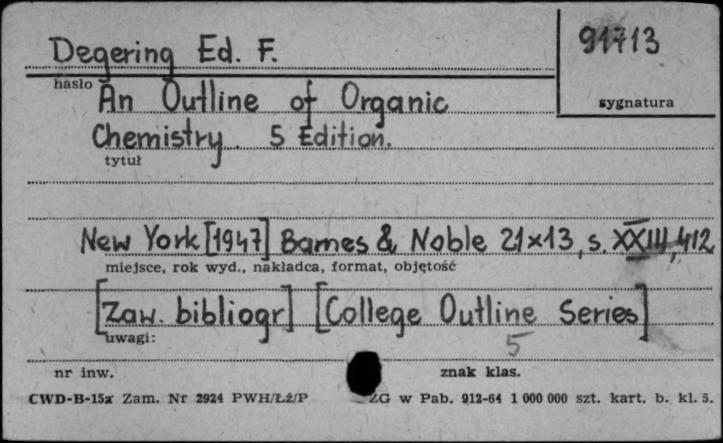 Degering Ed. F.
91713
hasło
sygnatura
An Outline of Organic
Chemistry. 5 Edition.
tytuł
New York [1947] Barnes & Noble 21x13, s. XXIII, 412
miejsce, rok wyd., nakładca, format, objętość
[Zaw. bibliogr] [College Outline Series]
uwagi:
5
nr inw.
znak klas.
CWD-B-15a Zam. Nr 2924 PWH/Łż/P ZG w Pab. 912-64 1 000 000 szt. kart. b. kl. 5.